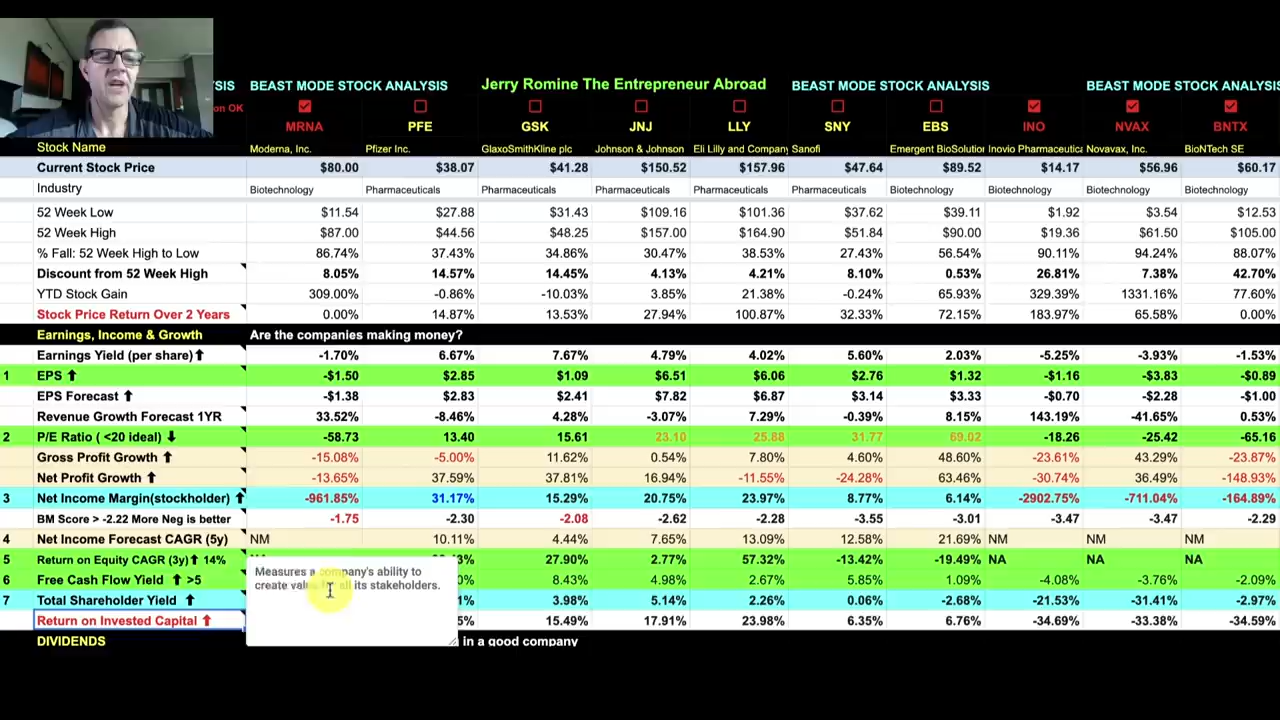 SIS BEAST MODE STOCK ANALYSIS Jerry Romine The Entrepreneur Abroad BEAST MODE STOCK ANALYSIS BEAST MODE STOCK ANALYSIS
on OK
MRNA PFE GSK JNJ LLY SNY EBS INO NVAX BNTX
Stock Name Moderna, Inc. Pfizer Inc. GlaxoSmithKline plc Johnson & Johnson Eli Lilly and Company Sanofi Emergent BioSolution Inovio Pharmaceutica Novavax, Inc. BioNTech SE
Current Stock Price $80.00 $38.07 $41.28 $150.52 $157.96 $47.64 $89.52 $14.17 $56.96 $60.17
Industry Biotechnology Pharmaceuticals Pharmaceuticals Pharmaceuticals Pharmaceuticals Pharmaceuticals Biotechnology Biotechnology Biotechnology Biotechnology
52 Week Low $11.54 $27.88 $31.43 $109.16 $101.36 $37.62 $39.11 $1.92 $3.54 $12.53
52 Week High $87.00 $44.56 $48.25 $157.00 $164.90 $51.84 $90.00 $19.36 $61.50 $105.00
% Fall: 52 Week High to Low 86.74% 37.43% 34.86% 30.47% 38.53% 27.43% 56.54% 90.11% 94.24% 88.07%
Discount from 52 Week High 8.05% 14.57% 14.45% 4.13% 4.21% 8.10% 0.53% 26.81% 7.38% 42.70%
YTD Stock Gain 309.00% -0.86% -10.03% 3.85% 21.38% -0.24% 65.93% 329.39% 1331.16% 77.60%
Stock Price Return Over 2 Years 0.00% 14.87% 13.53% 27.94% 100.87% 32.33% 72.15% 183.97% 65.58% 0.00%
Earnings, Income & Growth Are the companies making money?
Earnings Yield (per share)⬆ -1.70% 6.67% 7.67% 4.79% 4.02% 5.60% 2.03% -5.25% -3.93% -1.53%
1 EPS ⬆ -$1.50 $2.85 $1.09 $6.51 $6.06 $2.76 $1.32 -$1.16 -$3.83 -$0.89
EPS Forecast ⬆ -$1.38 $2.83 $2.41 $7.82 $6.87 $3.14 $3.33 -$0.70 -$2.28 -$1.00
Revenue Growth Forecast 1YR 33.52% -8.46% 4.28% -3.07% 7.29% -0.39% 8.15% 143.19% -41.65% 0.53%
2 P/E Ratio ( <20 ideal) ⬇ -58.73 13.40 15.61 23.10 25.88 31.77 69.02 -18.26 -25.42 -65.16
Gross Profit Growth ⬆ -15.08% -5.00% 11.62% 0.54% 7.80% 4.60% 48.60% -23.61% 43.29% -23.87%
Net Profit Growth ⬆ -13.65% 37.59% 37.81% 16.94% -11.55% -24.28% 63.46% -30.74% 36.49% -148.93%
3 Net Income Margin(stockholder) ⬆ -961.85% 31.17% 15.29% 20.75% 23.97% 8.77% 6.14% -2902.75% -711.04% -164.89%
BM Score > -2.22 More Neg is better -1.75 -2.30 -2.08 -2.62 -2.28 -3.55 -3.01 -3.47 -3.47 -2.29
4 Net Income Forecast CAGR (5y) NM 10.11% 4.44% 7.65% 13.09% 12.58% 21.69% NM NM NM
5 Return on Equity CAGR (3y)⬆ 14% 3% 27.90% 2.77% 57.32% -13.42% -19.49% NA NA NA
Measures a company's ability to
create value for all its stakeholders.
6 Free Cash Flow Yield ⬆ >5 0% 8.43% 4.98% 2.67% 5.85% 1.09% -4.08% -3.76% -2.09%
7 Total Shareholder Yield ⬆ 1% 3.98% 5.14% 2.26% 0.06% -2.68% -21.53% -31.41% -2.97%
Return on Invested Capital ⬆ 5% 15.49% 17.91% 23.98% 6.35% 6.76% -34.69% -33.38% -34.59%
DIVIDENDS in a good company